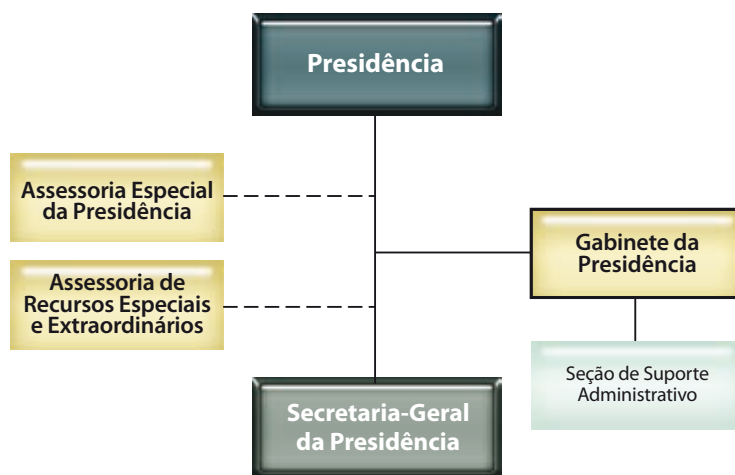 Presidência
Assessoria Especial
da Presidência
Gabinete da
Presidência
Assessoria de
Recursos Especiais
e Extraordinários
Seção de Suporte
Administrativo
Secretaria-Geral
da Presidência